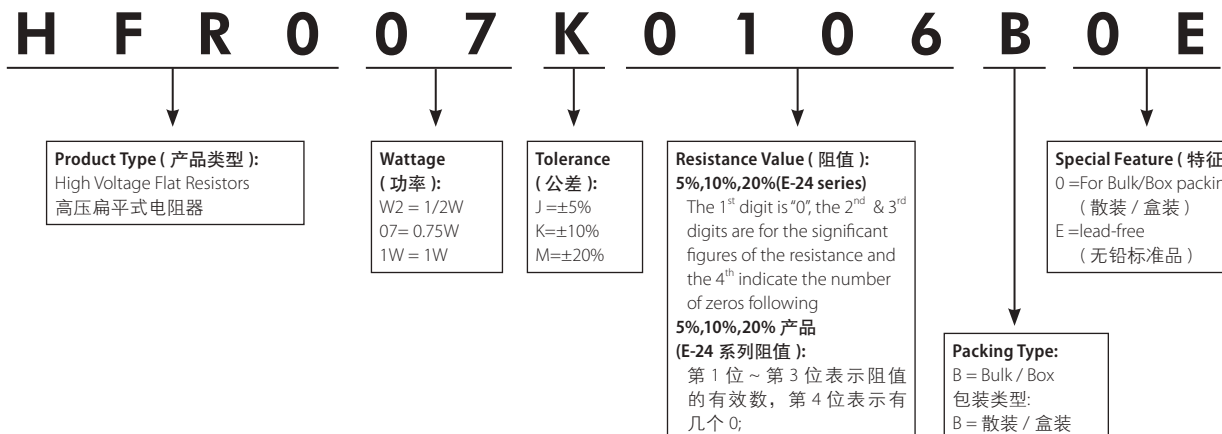 H F R 0 0 7 K 0 1 0 6 B 0 E
Product Type ( 产品类型 ):
High Voltage Flat Resistors
高压扁平式电阻器
Wattage
( 功率 ):
W2 = 1/2W
07= 0.75W
1W = 1W
Tolerance
( 公差 ):
J =±5%
K=±10%
M=±20%
Resistance Value ( 阻值 ):
5%,10%,20%(E-24 series)
The 1st digit is “0”, the 2nd & 3rd
digits are for the significant
figures of the resistance and
the 4th indicate the number
of zeros following
5%,10%,20% 产品
(E-24 系列阻值 ):
第 1 位 ~ 第 3 位表示阻值
的有效数，第 4 位表示有
几个 0;
Packing Type:
B = Bulk / Box
包装类型:
B = 散装 / 盒装
Special Feature ( 特征
0 =For Bulk/Box
( 散装 / 盒装 )
E =lead-free
( 无铅标准品 )